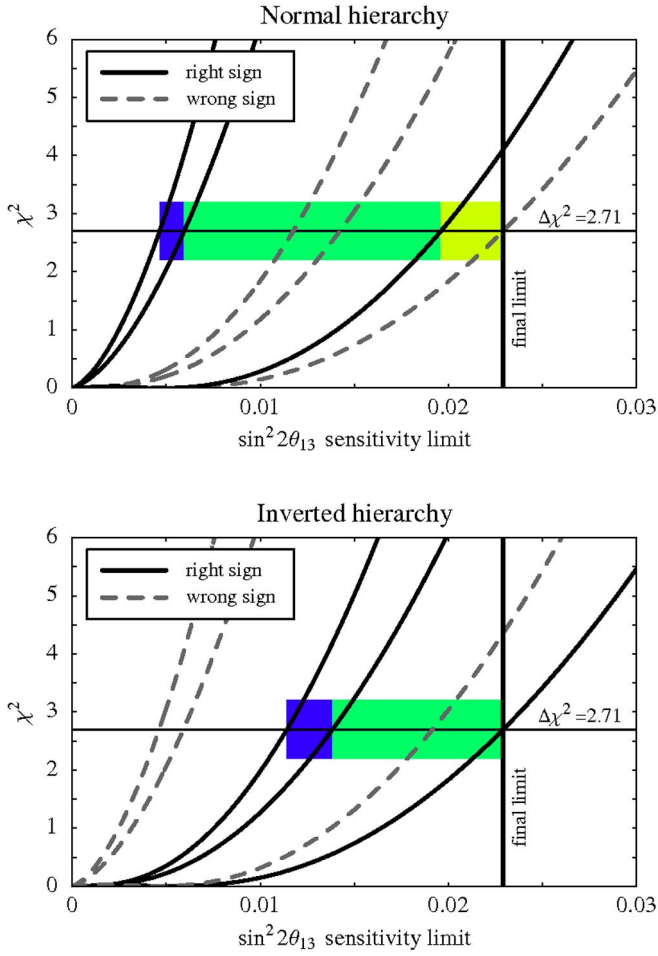 Normal hierarchy
6
5
4
3
2
1
0
χ²
right sign
wrong sign
Δχ² =2.71
final limit
0 0.01 0.02 0.03
sin² 2θ₁₃ sensitivity limit
Inverted hierarchy
6
5
4
3
2
1
0
χ²
right sign
wrong sign
Δχ² =2.71
final limit
0 0.01 0.02 0.03
sin² 2θ₁₃ sensitivity limit